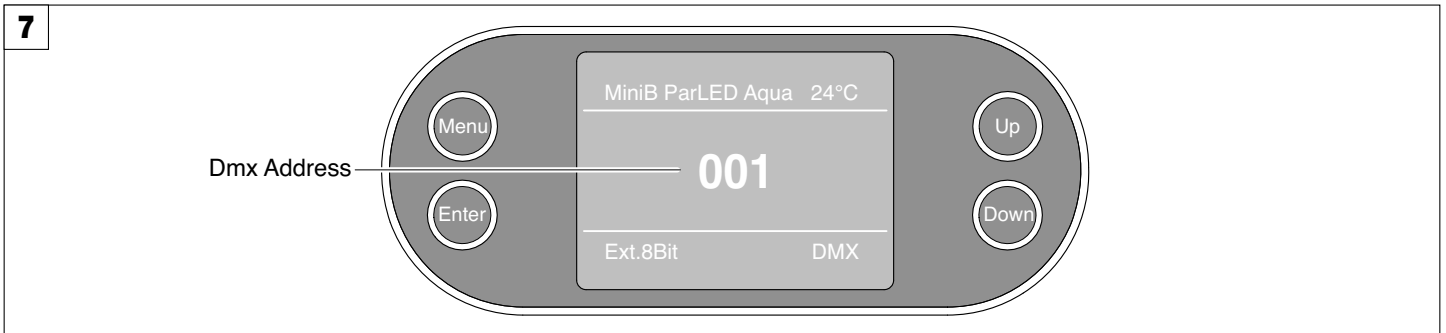 7
MiniB ParLED Aqua 24°C
Menu
Up
Dmx Address
001
Enter
Down
Ext.8Bit DMX